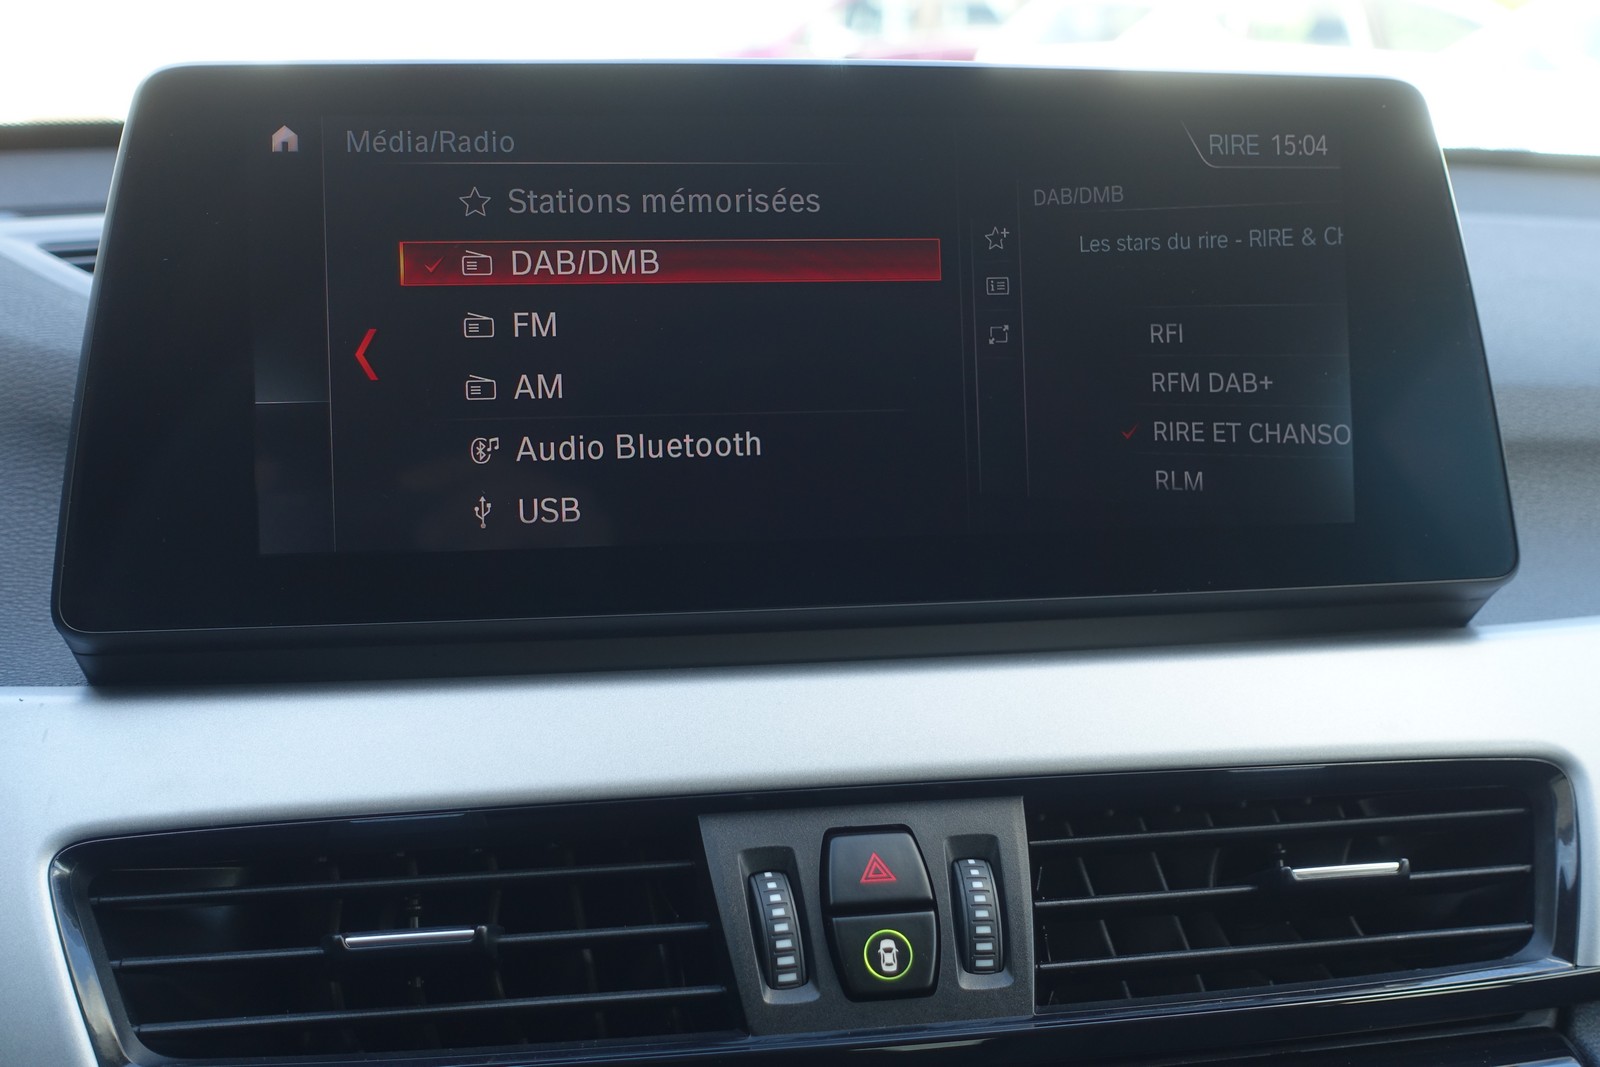 Média/Radio
RIRE 15:04
Stations mémorisées
DAB/DMB
FM
AM
Audio Bluetooth
USB
DAB/DMB
Les stars du rire - RIRE & CH
RFI
RFM DAB+
RIRE ET CHANSO
RLM